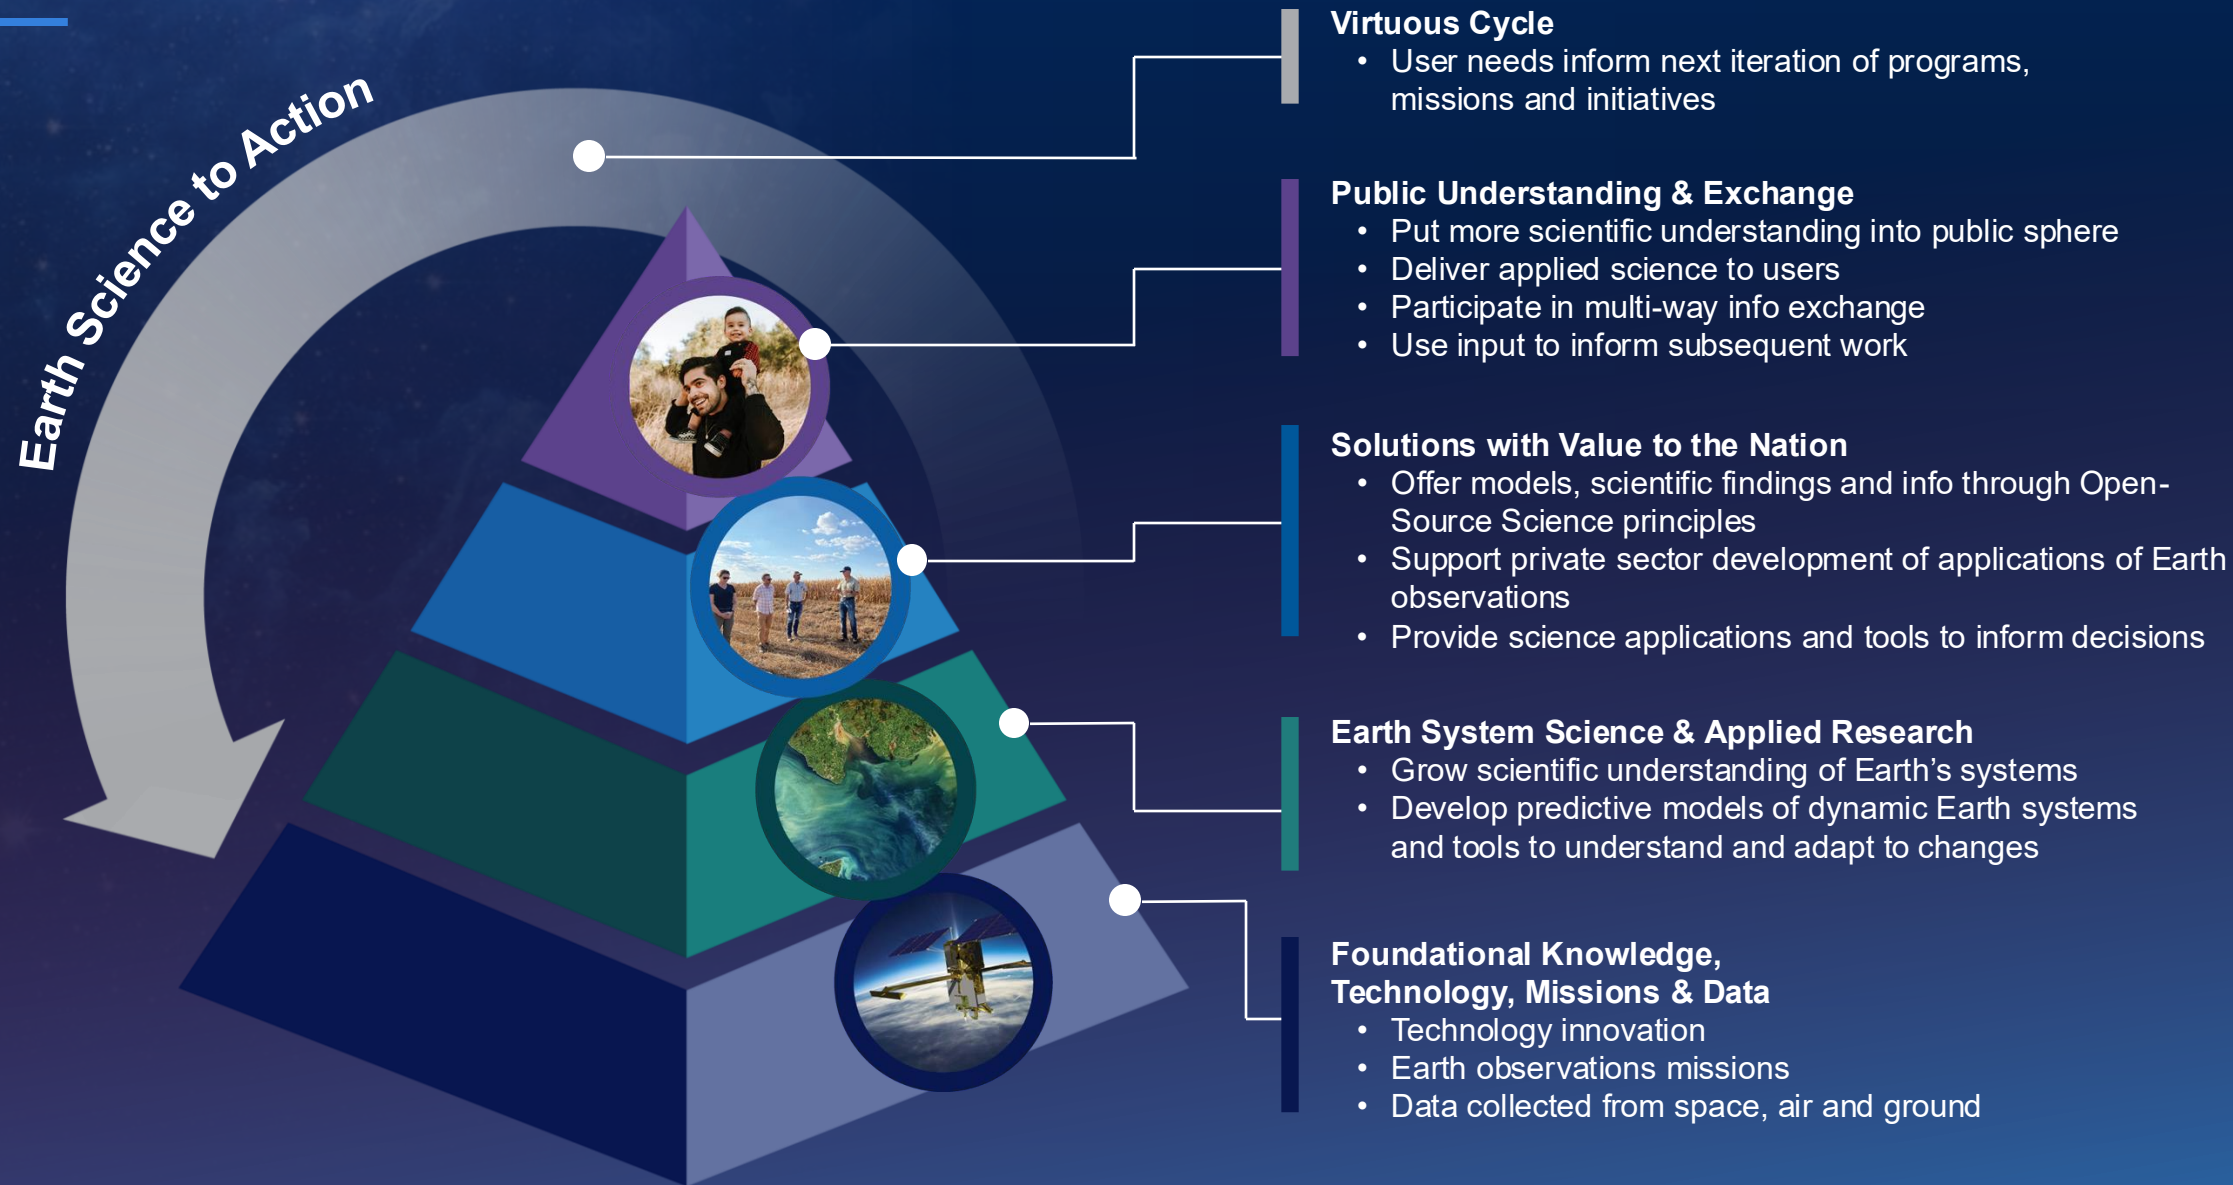 Earth Science to Action
Virtuous Cycle
• User needs inform next iteration of programs,
missions and initiatives
Public Understanding & Exchange
• Put more scientific understanding into public sphere
• Deliver applied science to users
• Participate in multi-way info exchange
• Use input to inform subsequent work
Solutions with Value to the Nation
• Offer models, scientific findings and info through Open-
Source Science principles
• Support private sector development of applications of Earth
observations
• Provide science applications and tools to inform decisions
Earth System Science & Applied Research
• Grow scientific understanding of Earth’s systems
• Develop predictive models of dynamic Earth systems
and tools to understand and adapt to changes
Foundational Knowledge,
Technology, Missions & Data
• Technology innovation
• Earth observations missions
• Data collected from space, air and ground